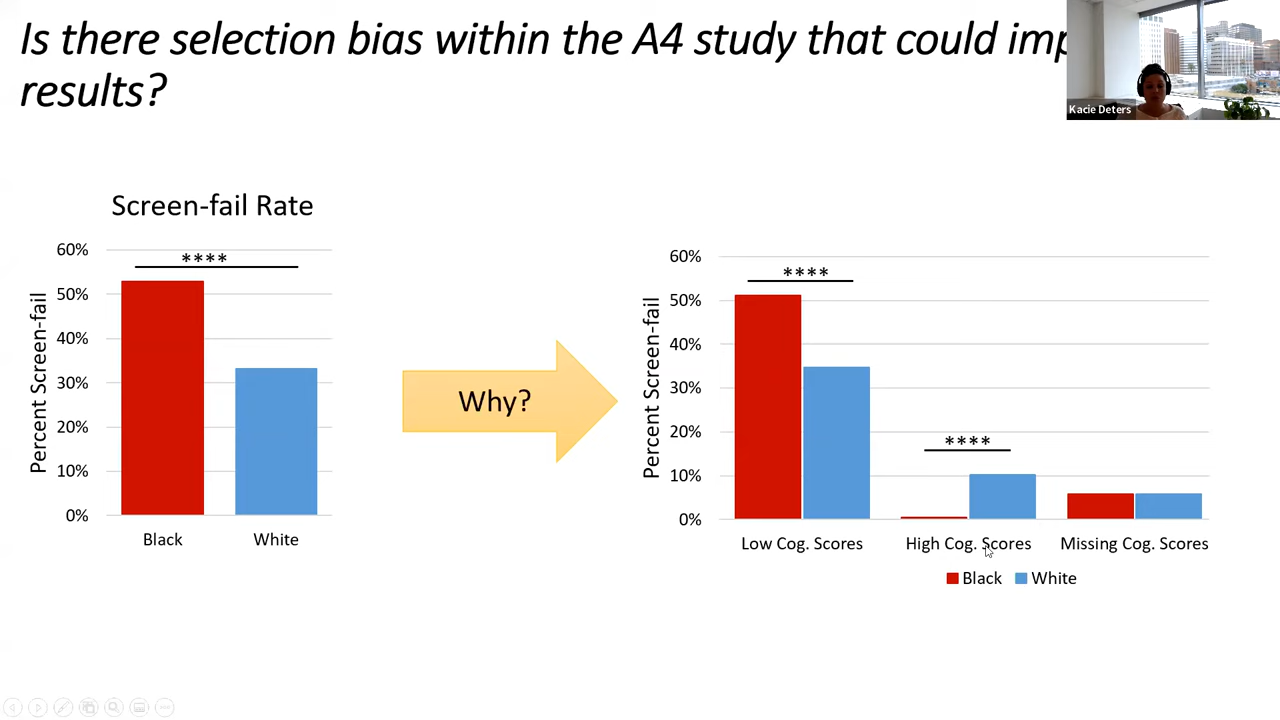 Is there selection bias within the A4 study that could
results?
Kacie Deters
Screen-fail Rate
60%
50%
40%
30%
20%
10%
0%
Percent Screen-fail
****
Black
White
Why?
60%
50%
40%
30%
20%
10%
0%
Percent Screen-fail
****
****
Low Cog. Scores
High Cog. Scores
Missing Cog. Scores
Black White